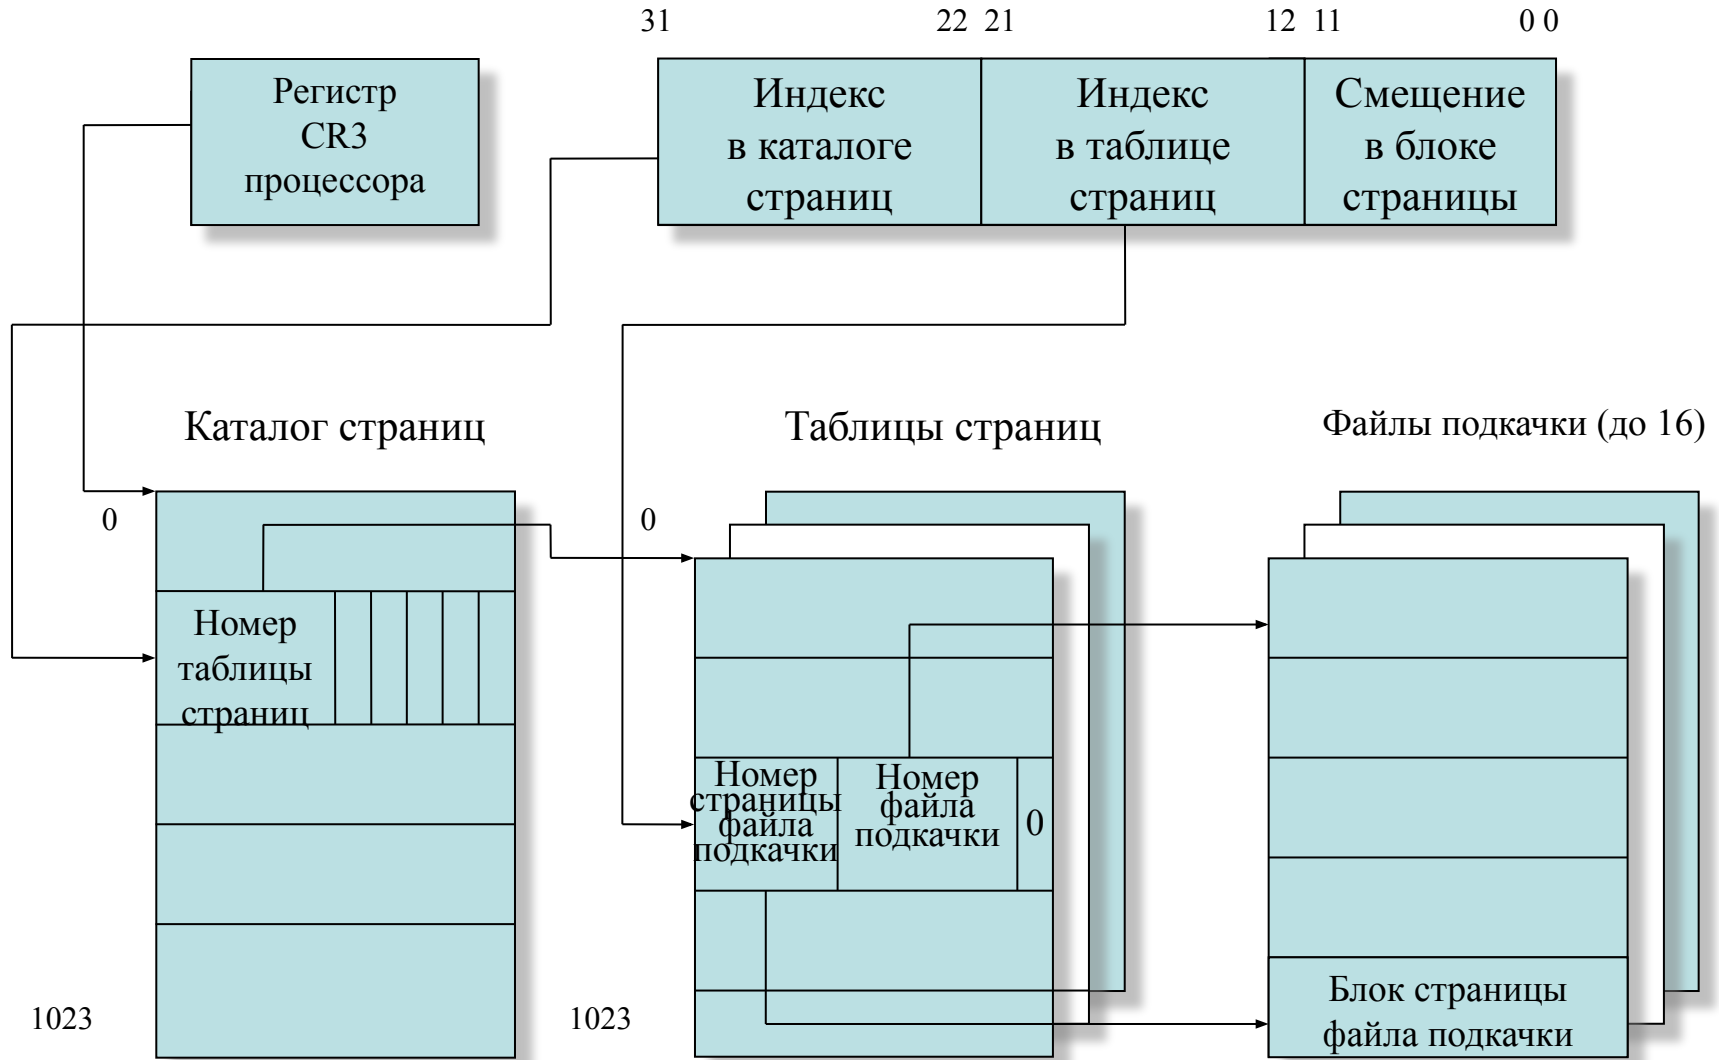 31
22 21
12 11
0 0
Регистр
CR3
процессора
Индекс
в каталоге
страниц
Индекс
в таблице
страниц
Смещение
в блоке
страницы
Каталог страниц
Таблицы страниц
Файлы подкачки (до 16)
0
0
Номер
таблицы
страниц
Номер
страницы
файла
подкачки
Номер
файла
подкачки
0
1023
1023
Блок страницы
файла подкачки